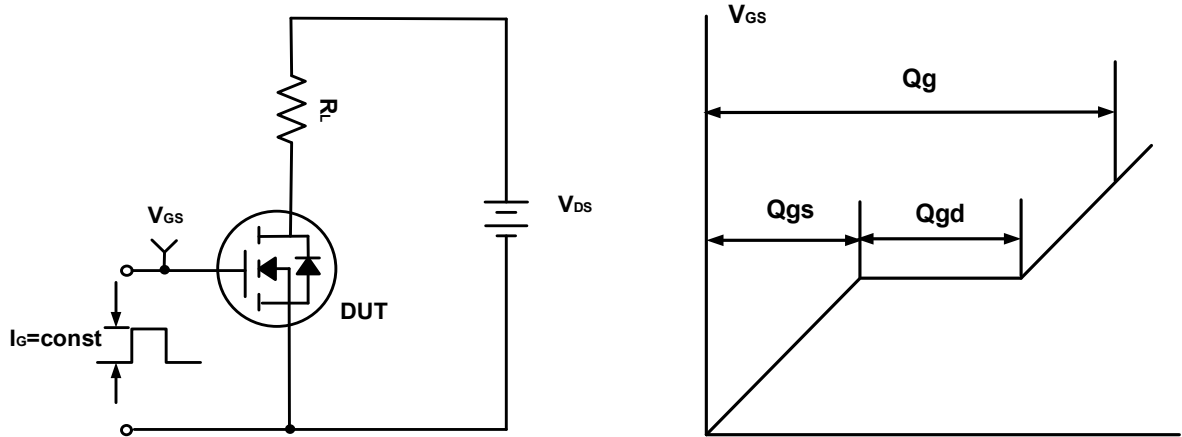 VGS
Qg
RL
VDS
VGS
Qgs
Qgd
DUT
IG=const